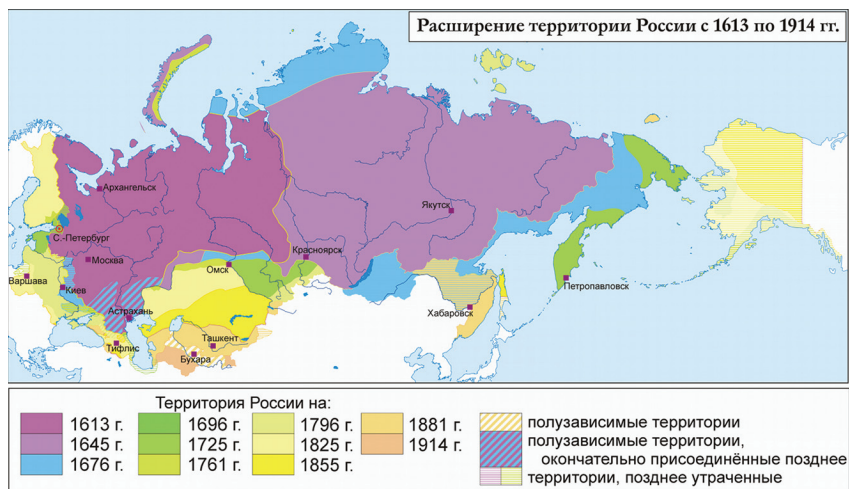 Расширение территории России с 1613 по 1914 гг.
Архангельск
Якутск
С.-Петербург
Красноярск
Москва
Омск
Петропавловск
Варшава
Киев
Астрахань
Хабаровск
Ташкент
Тифлис
Бухара
Территория России на:
1613 г.
1645 г.
1676 г.
1696 г.
1725 г.
1761 г.
1796 г.
1825 г.
1855 г.
1881 г.
1914 г.
полузависимые территории
полузависимые территории,
окончательно присоединённые позднее
территории, позднее утраченные